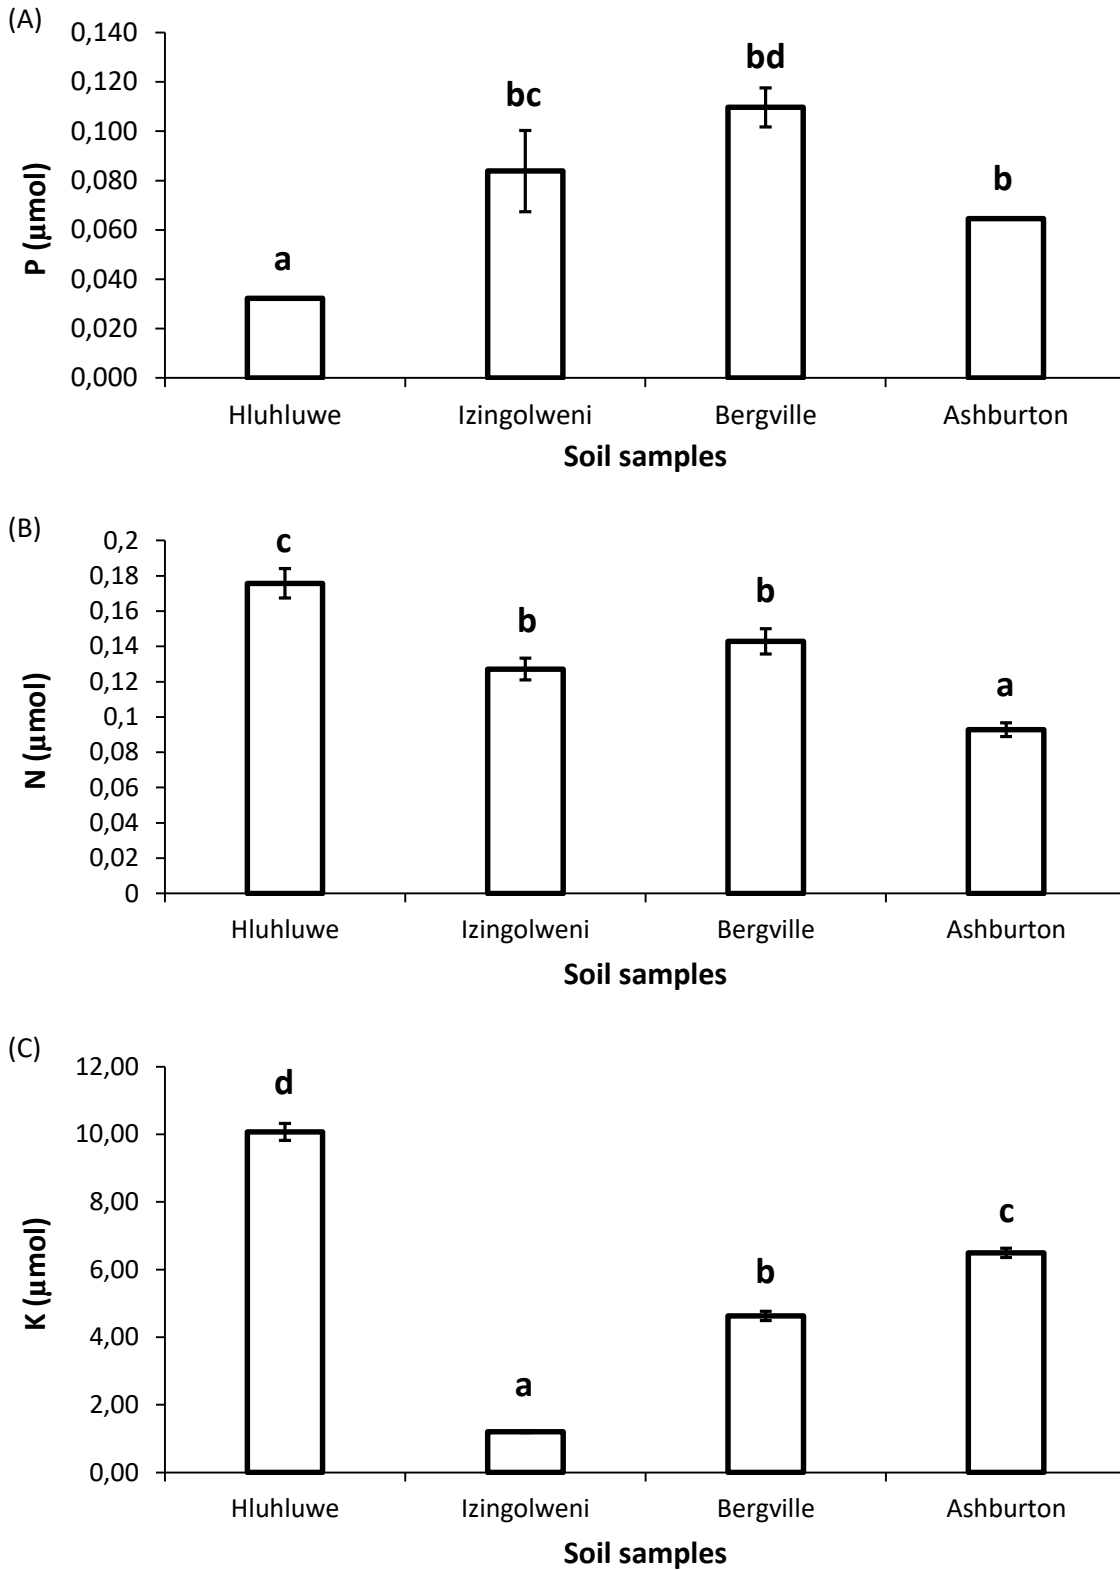 (A)
0,140
0,120
0,100
0,080
0,060
0,040
0,020
0,000
P (µmol)
a
bc
bd
b
Hluhluwe Izingolweni Bergville Ashburton
Soil samples
(B)
0,2
0,18
0,16
0,14
0,12
0,1
0,08
0,06
0,04
0,02
0
N (µmol)
c
b
b
a
Hluhluwe Izingolweni Bergville Ashburton
Soil samples
(C)
12,00
10,00
8,00
6,00
4,00
2,00
0,00
K (µmol)
d
a
b
c
Hluhluwe Izingolweni Bergville Ashburton
Soil samples